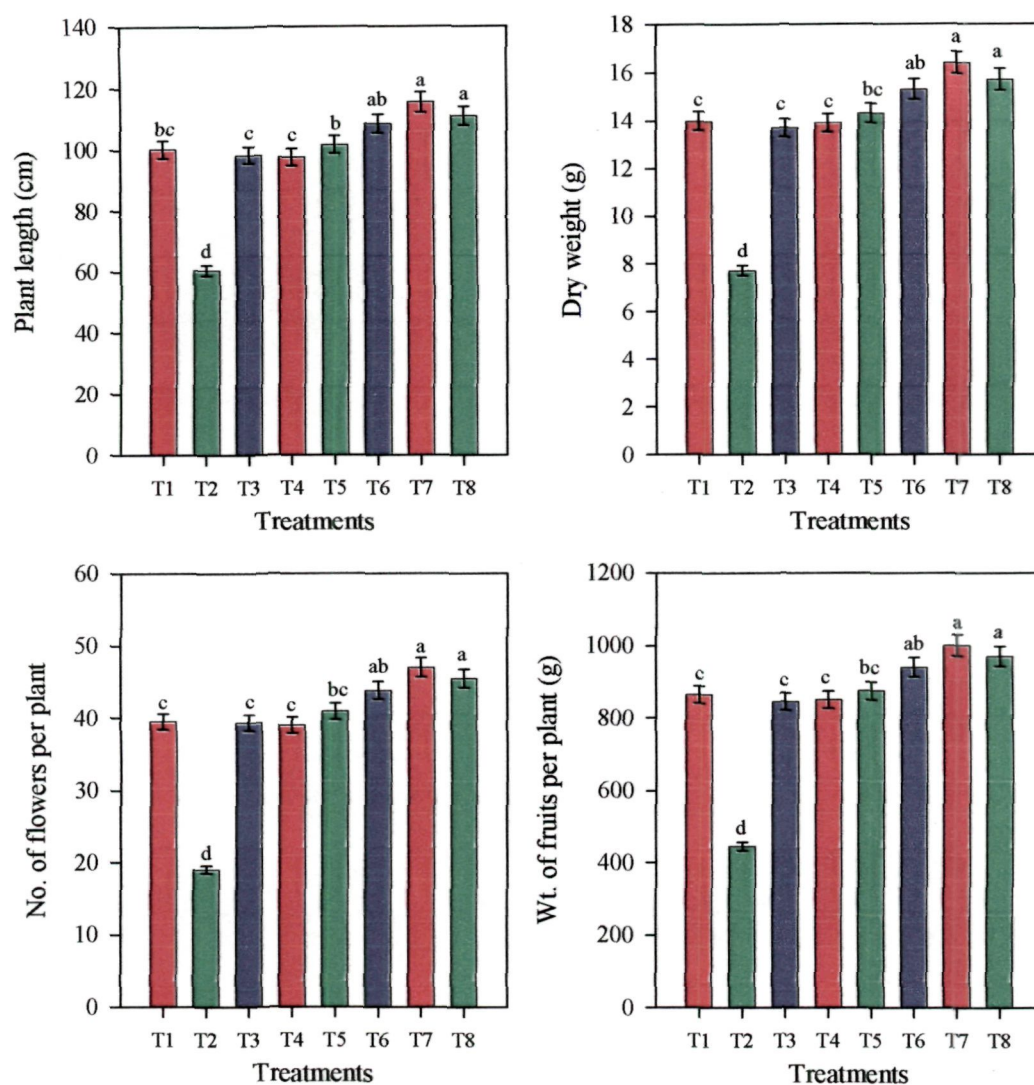 Plant length (cm)
140
120
100
80
60
40
20
0
bc
d
c
c
b
ab
a
a
T1 T2 T3 T4 T5 T6 T7 T8
Treatments
Dry weight (g)
18
16
14
12
10
8
6
4
2
0
c
d
c
c
bc
ab
a
a
T1 T2 T3 T4 T5 T6 T7 T8
Treatments
No. of flowers per plant
60
50
40
30
20
10
0
c
d
c
c
bc
ab
a
a
T1 T2 T3 T4 T5 T6 T7 T8
Treatments
Wt. of fruits per plant (g)
1200
1000
800
600
400
200
0
c
d
c
c
bc
ab
a
a
T1 T2 T3 T4 T5 T6 T7 T8
Treatments